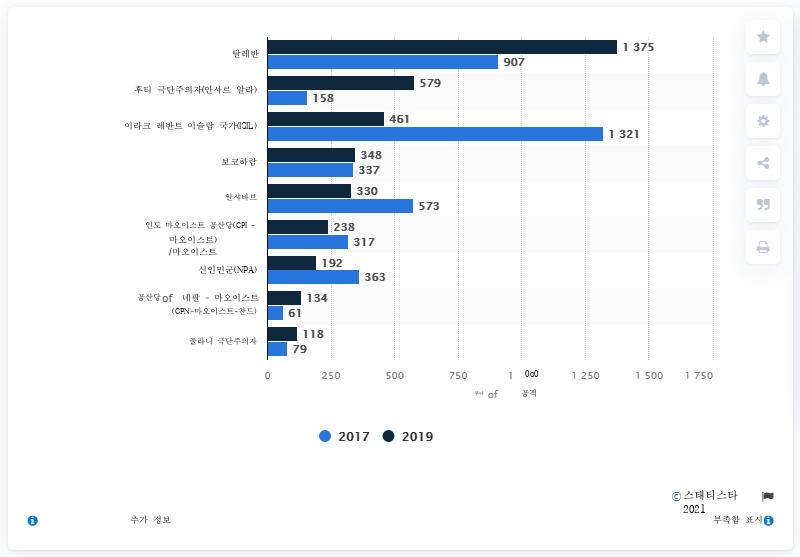 탈레반
1 375
907
후티 극단주의자(안사르 알라)
579
158
이라크 레반트 이슬람 국가(ISIL)
461
1 321
보코하람
348
337
알샤바브
330
573
인도 마오이스트 공산당(CPI -
마오이스트)
/마오이스트
238
317
신인민군(NPA)
192
363
공산당of 네팔 - 마오이스트
(CPN-마오이스트-찬드)
134
61
풀라니 극단주의자
118
79
0 250 500 750 1 0o0 1 250 1 500 1 750
of 공격
2017 2019
© 스태티스타
2021
추가 정보
부족함 표시